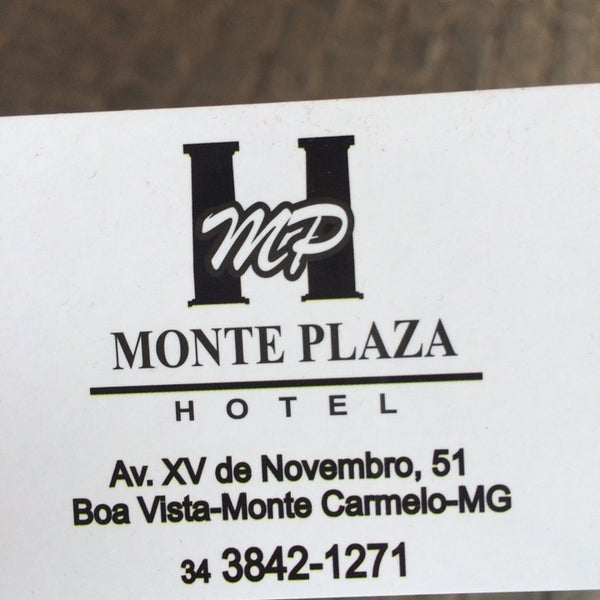 H
MP
MONTE PLAZA
HOTEL
Av. XV de Novembro, 51
Boa Vista-Monte Carmelo-MG
34 3842-1271